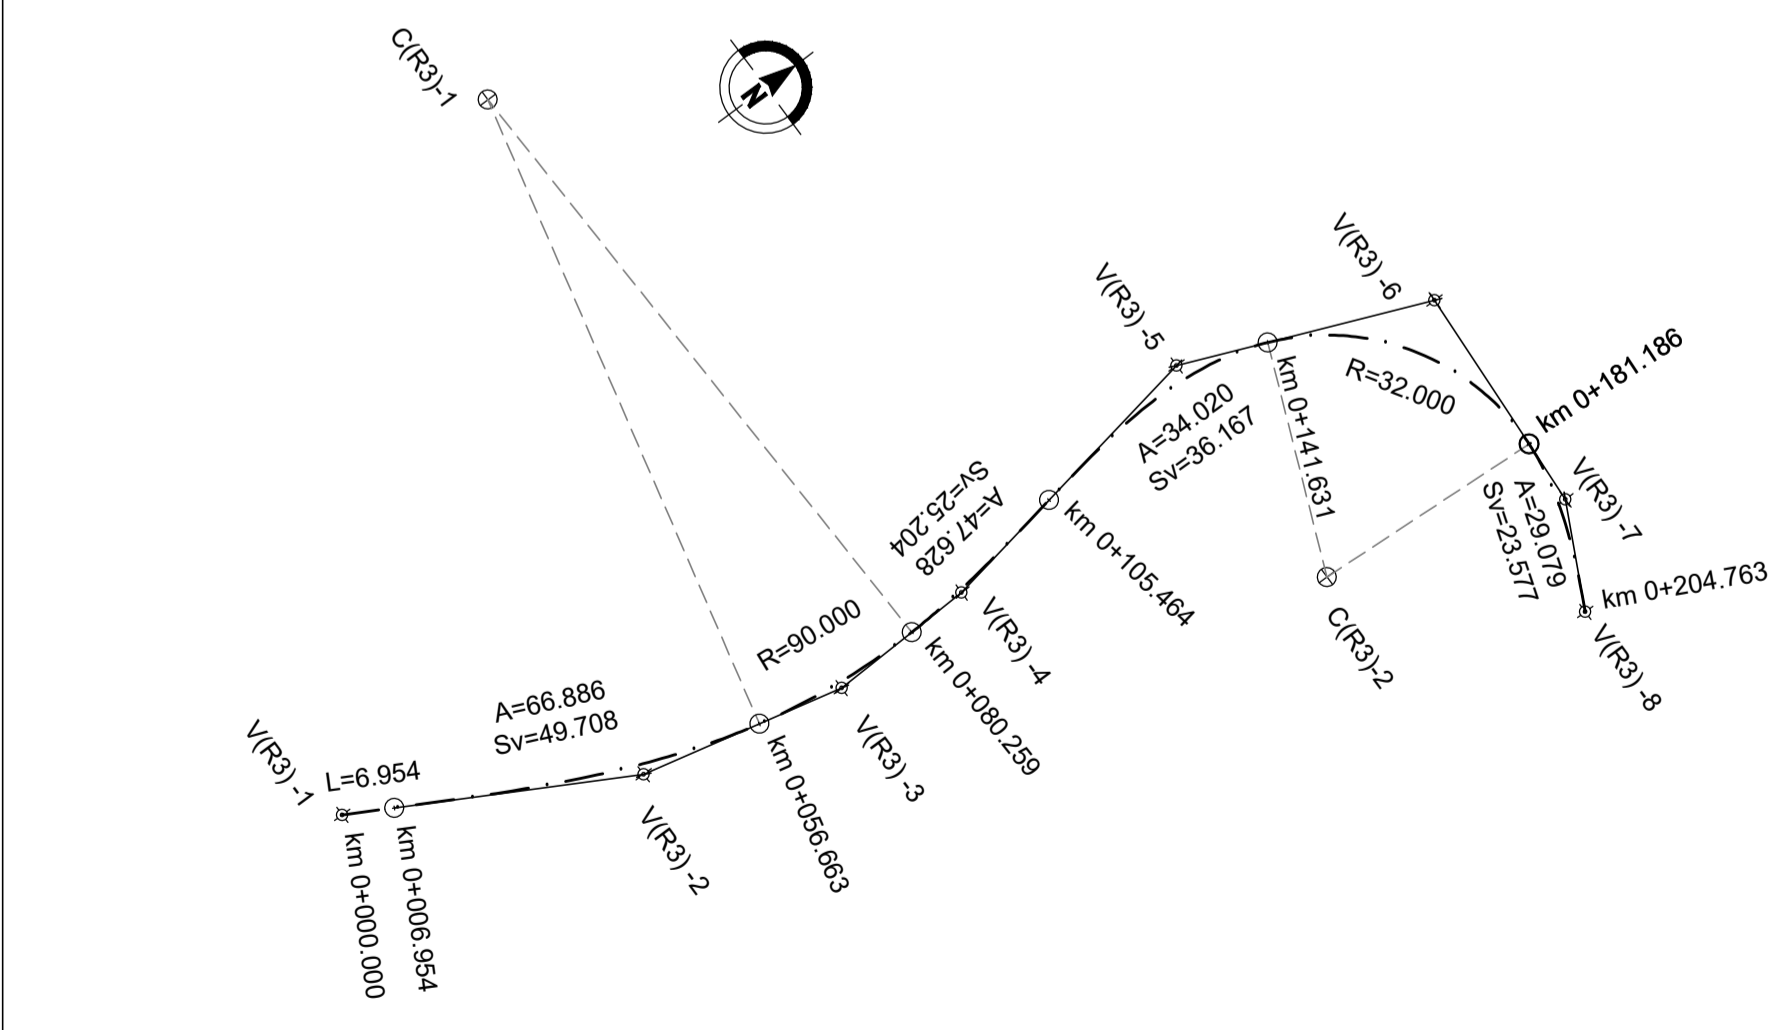 C(R3)-1
N
V(R3) -6
V(R3) -5
km 0+181.186
R=32.000
km 0+141.631
A=34.020
Sv=36.167
V(R3) -7
A=29.079
Sv=23.577
A=47.628
Sv=25.204
km 0+105.464
km 0+204.763
C(R3)-2
V(R3) -8
V(R3) -4
R=90.000
km 0+080.259
A=66.886
Sv=49.708
V(R3) -3
V(R3) -1
L=6.954
km 0+056.663
V(R3) -2
km 0+000.000
km 0+006.954